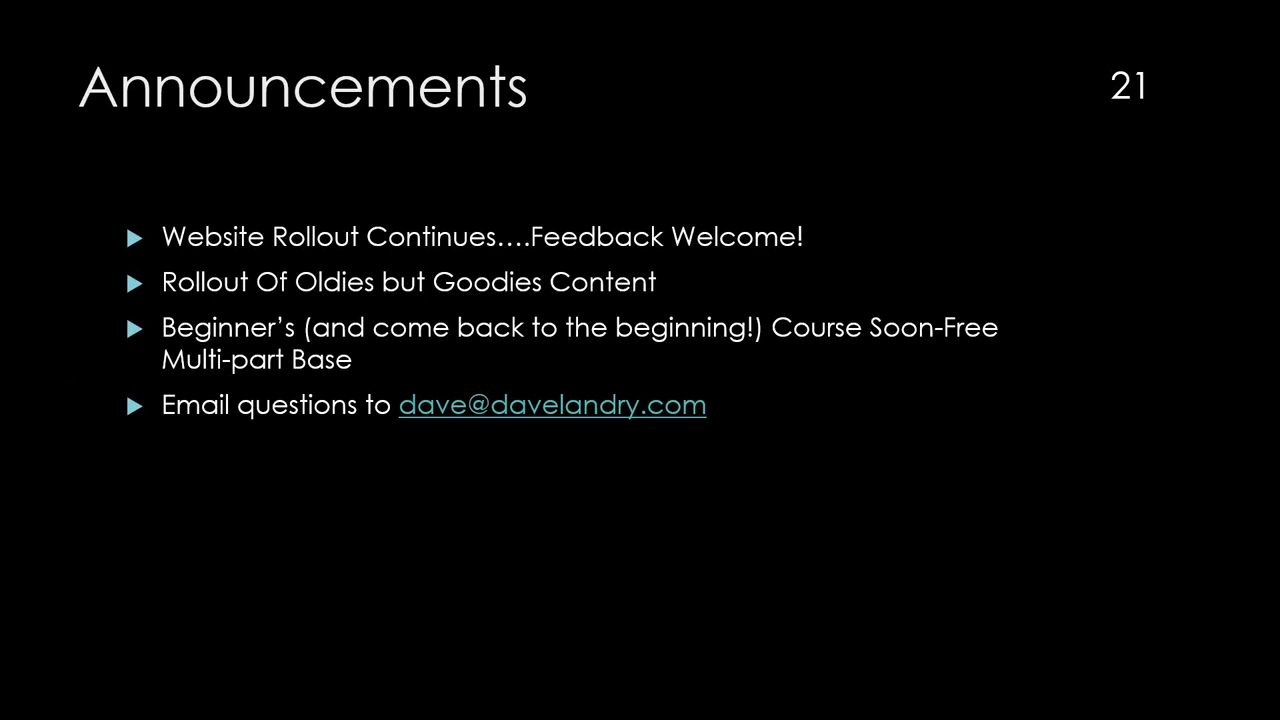 Announcements
21
Website Rollout Continues....Feedback Welcome!
Rollout Of Oldies but Goodies Content
Beginner’s (and come back to the beginning!) Course Soon-Free
Multi-part Base
Email questions to dave@davelandry.com